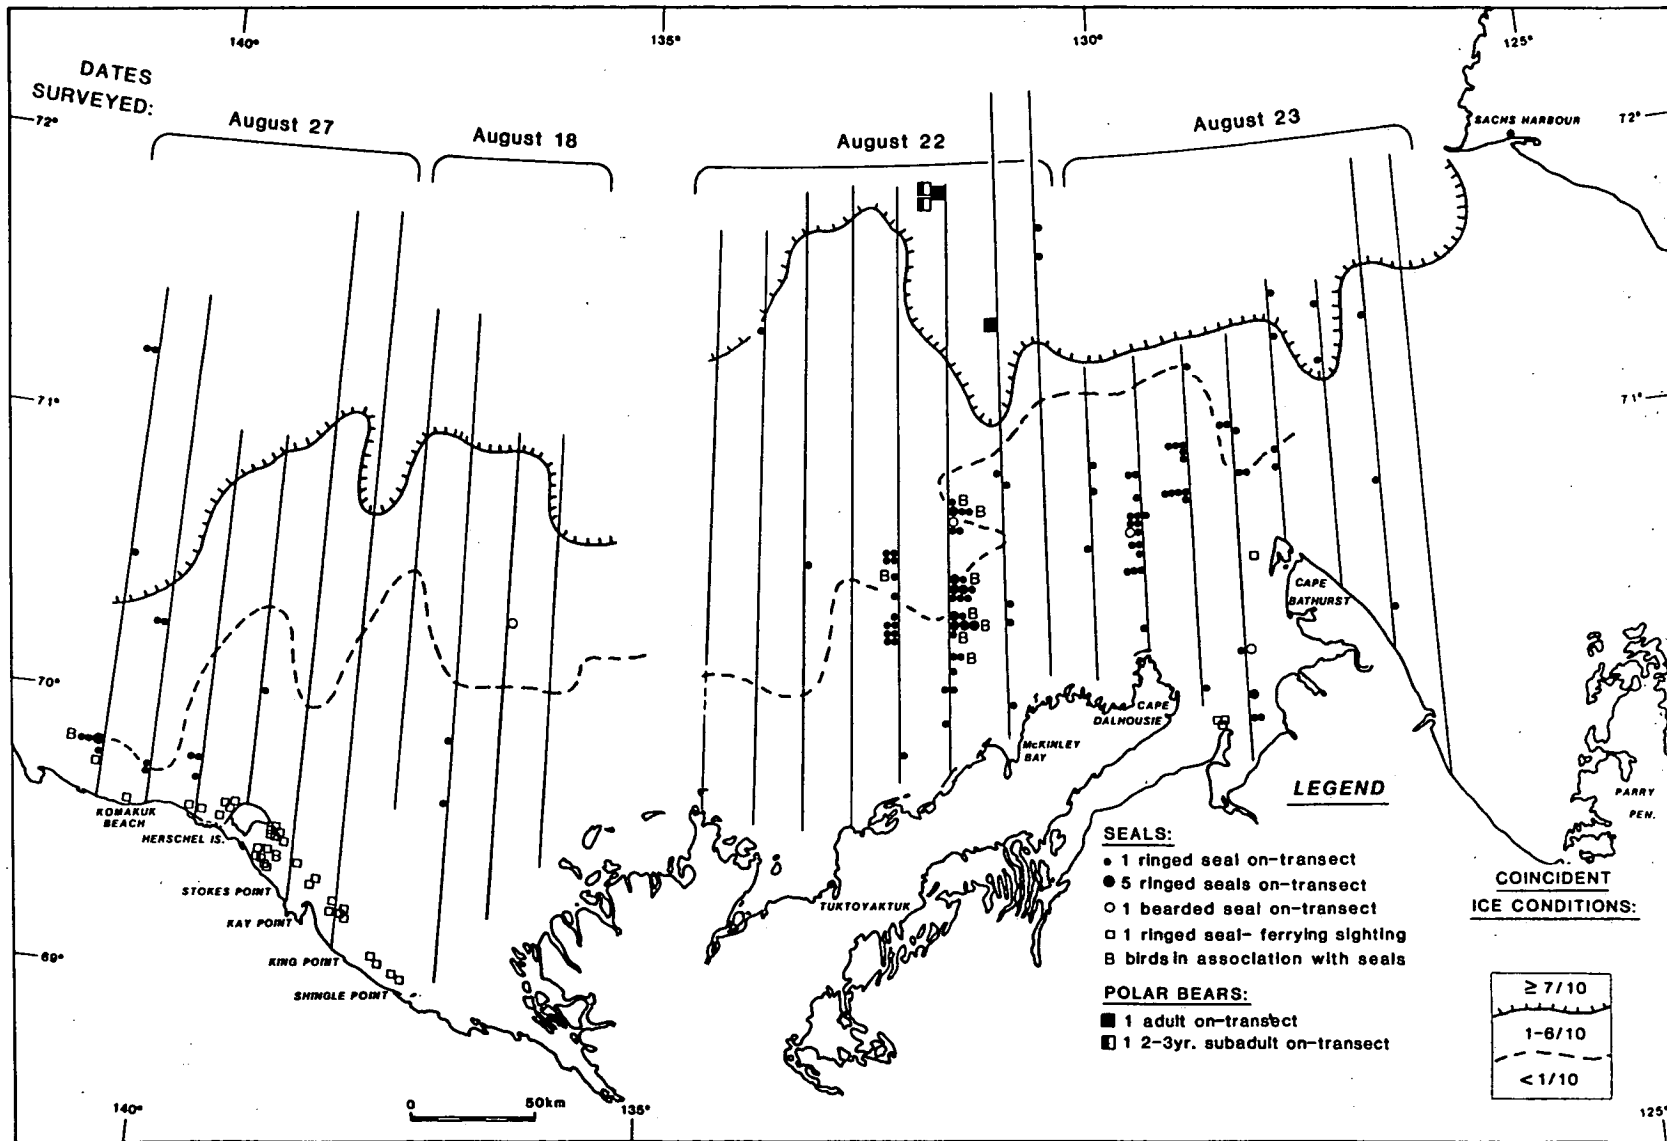 140°
135°
130°
125°
DATES
SURVEYED:
August 27
August 18
August 22
August 23
SACHS HARBOUR
72°
72°
71°
71°
B
B
B
B
B
B
B
B
B
CAPE
BATHURST
70°
CAPE
DALHOUSIE
McKINLEY
BAY
KOMAKUK
BEACH
HERSCHEL IS.
STOKES POINT
KAY POINT
KING POINT
SHINGLE POINT
TUKTOYAKTUK
PARRY
PEN.
69°
LEGEND
SEALS:
1 ringed seal on-transect
5 ringed seals on-transect
1 bearded seal on-transect
1 ringed seal- ferrying sighting
B birds in association with seals
POLAR BEARS:
1 adult on-transect
1 2-3yr. subadult on-transect
COINCIDENT
ICE CONDITIONS:
≥ 7/10
1-6/10
< 1/10
0 50km
140°
135°
125°